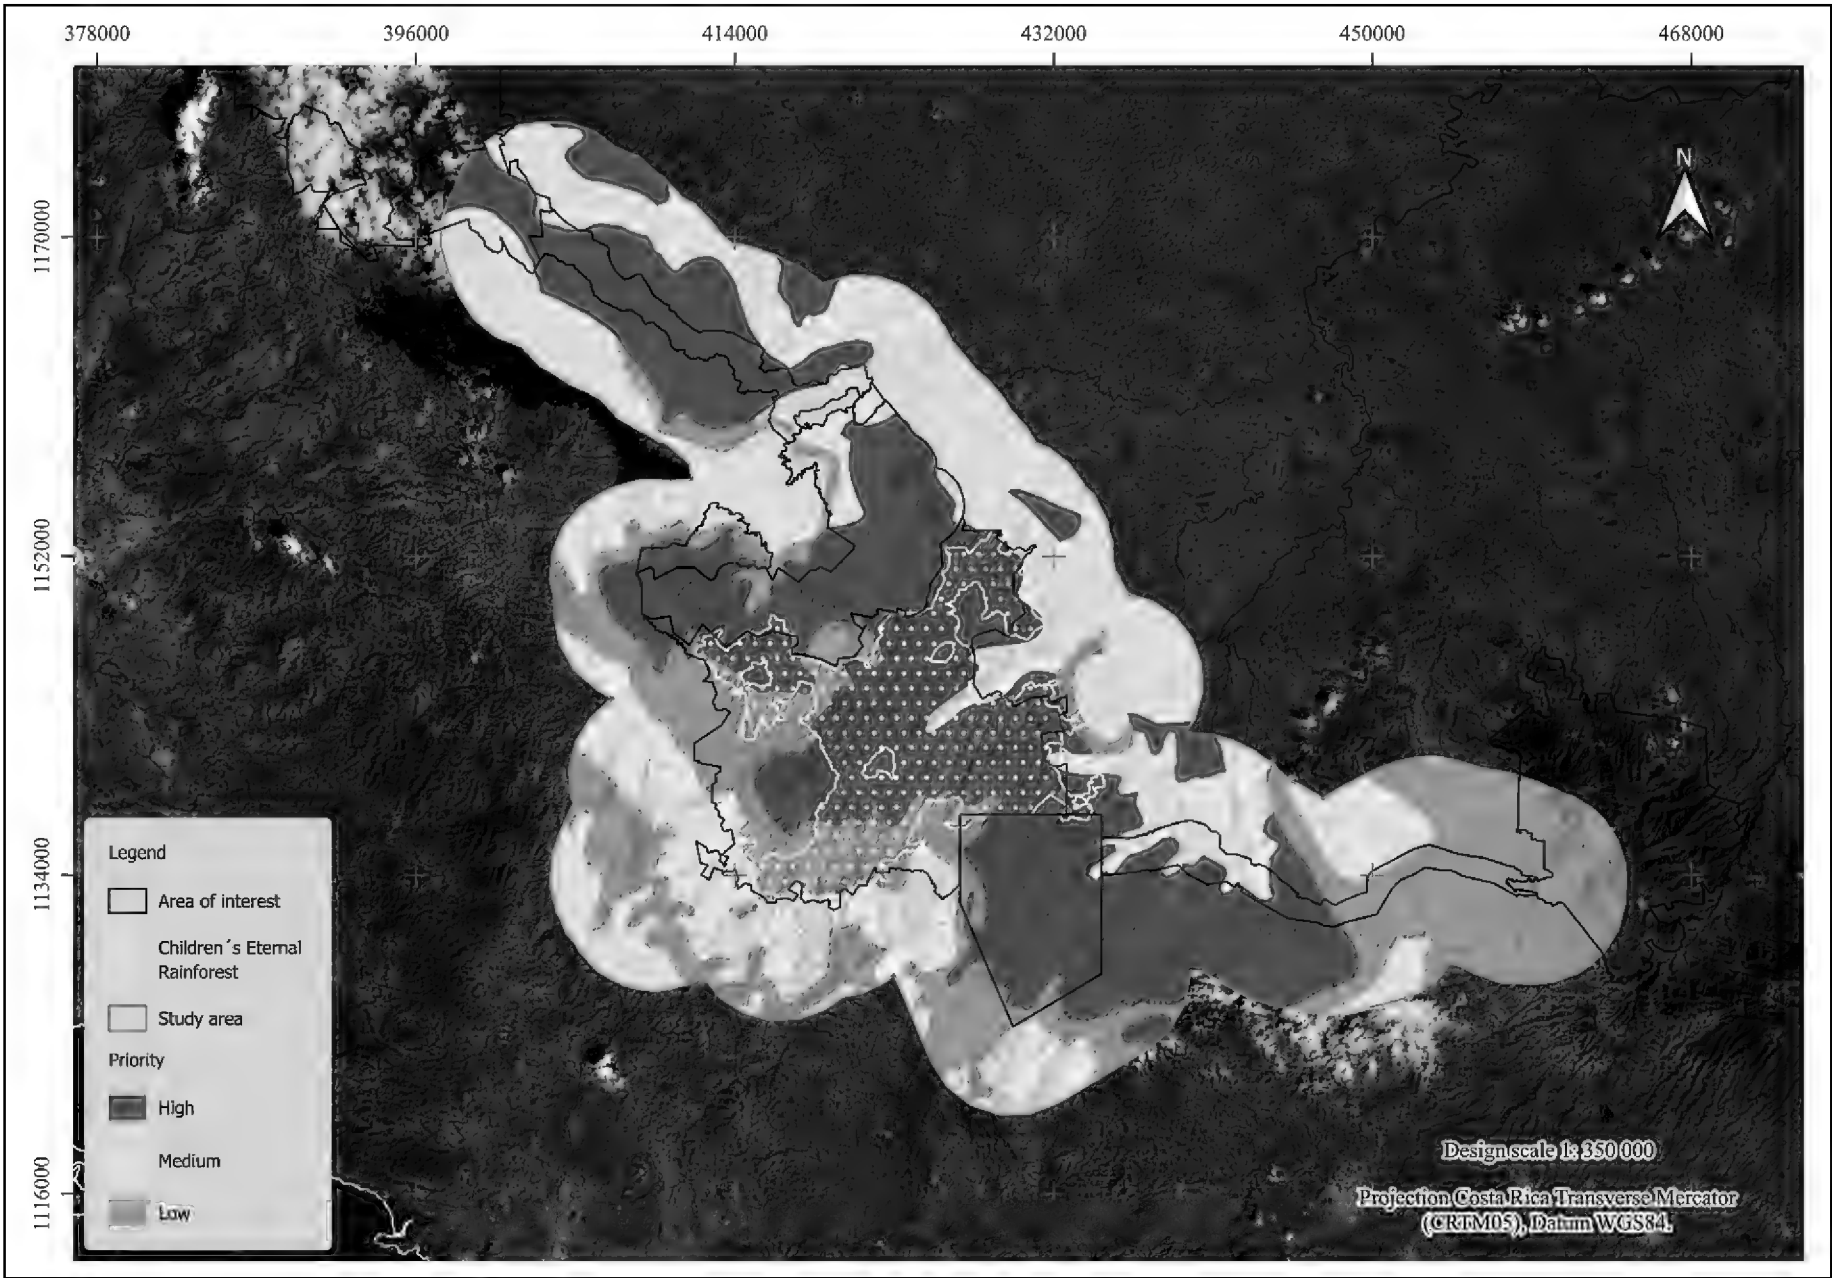 378000 396000 414000 432000 450000 468000
N
1170000
1152000
1134000
1116000
Legend
Area of interest
Children´s Eternal
Rainforest
Study area
Priority
High
Medium
Low
Design scale 1: 350 000
Projection Costa Rica Transverse Mercator
(CRTM05), Datum WGS84.